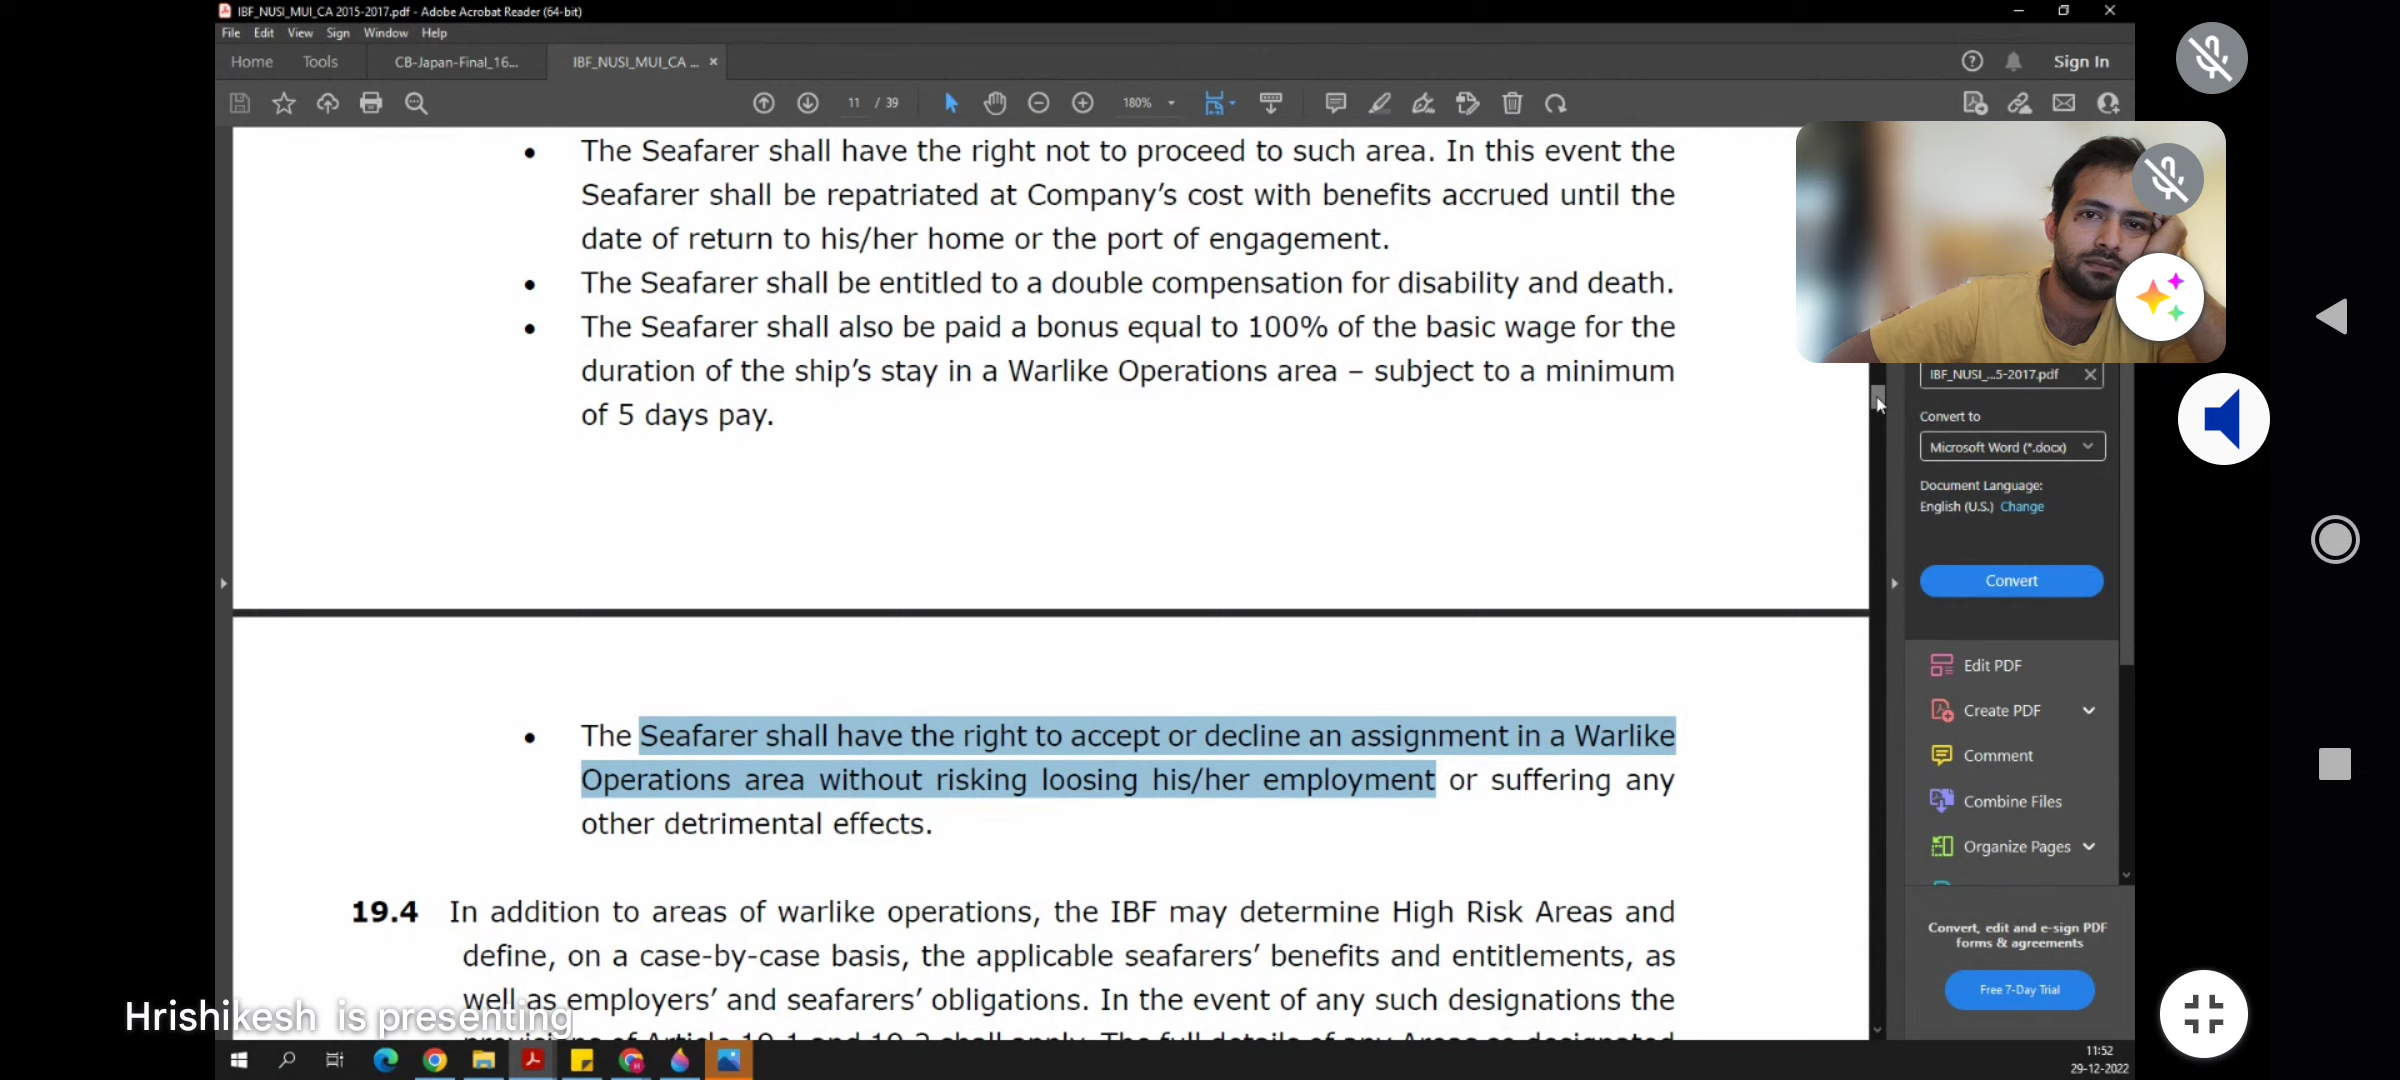 IBF_NUSI_MUI_CA 2015-2017.pdf - Adobe Acrobat Reader (64-bit)
File Edit View Sign Window Help
Home Tools CB-Japan-Final_16... IBF_NUSI_MUI_CA ... Sign In
11 / 39 180%
The Seafarer shall have the right not to proceed to such area. In this event the
Seafarer shall be repatriated at Company's cost with benefits accrued until the
date of return to his/her home or the port of engagement.
The Seafarer shall be entitled to a double compensation for disability and death.
The Seafarer shall also be paid a bonus equal to 100% of the basic wage for the
duration of the ship's stay in a Warlike Operations area – subject to a minimum
of 5 days pay.
The Seafarer shall have the right to accept or decline an assignment in a Warlike
Operations area without risking loosing his/her employment or suffering any
other detrimental effects.
19.4 In addition to areas of warlike operations, the IBF may determine High Risk Areas and
define, on a case-by-case basis, the applicable seafarers' benefits and entitlements, as
well as employers' and seafarers' obligations. In the event of any such designations the
IBF_NUSI_...5-2017.pdf
Convert to
Microsoft Word (*.docx)
Document Language:
English (U.S.) Change
Convert
Edit PDF
Create PDF
Comment
Combine Files
Organize Pages
Convert, edit and e-sign PDF
forms & agreements
Free 7-Day Trial
Hrishikesh is presenting
11:52
29-12-2022